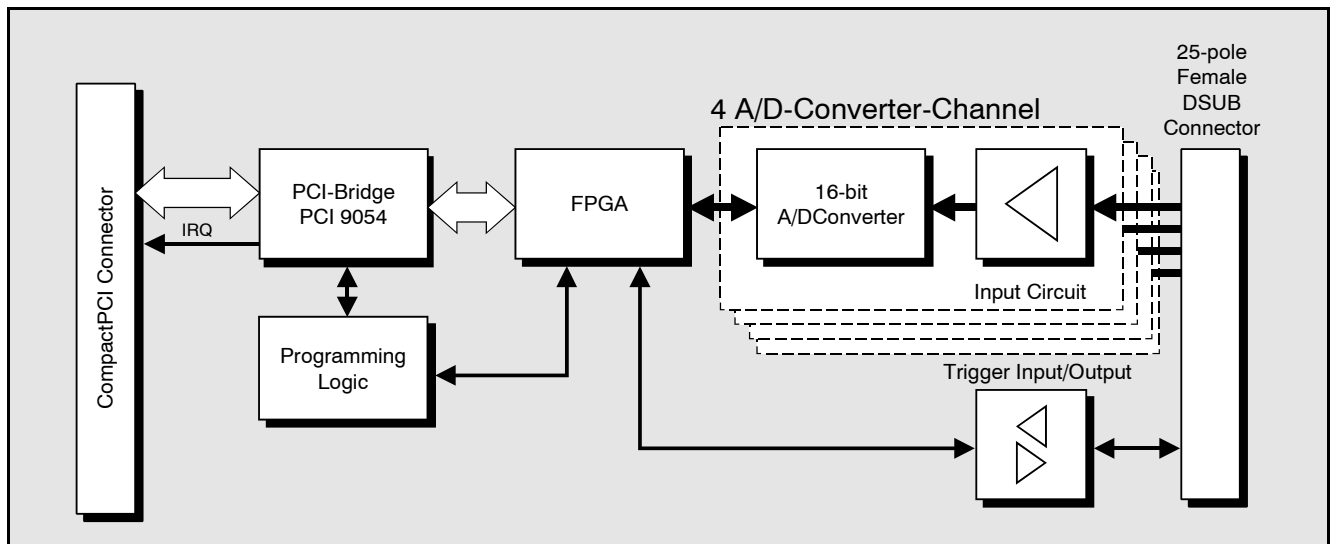 25-pole
Female
DSUB
Connector
4 A/D-Converter-Channel
CompactPCI Connector
PCI-Bridge
PCI 9054
FPGA
16-bit
A/DConverter
IRQ
Input Circuit
Programming
Logic
Trigger Input/Output